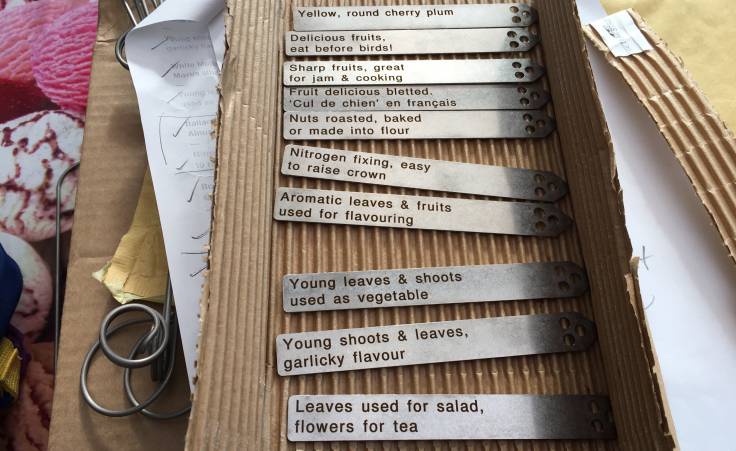 Yellow, round cherry plum
Delicious fruits,
eat before birds!
Sharp fruits, great
for jam & cooking
Fruit delicious bletted.
'Cul de chien' en français
Nuts roasted, baked
or made into flour
Nitrogen fixing, easy
to raise crown
Aromatic leaves & fruits
used for flavouring
Young leaves & shoots
used as vegetable
Young shoots & leaves,
garlicky flavour
Leaves used for salad,
flowers for tea